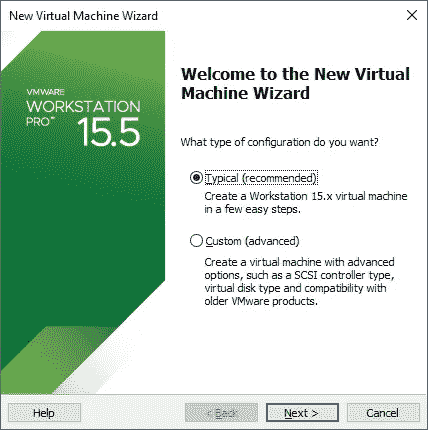 New Virtual Machine Wizard
VMWARE
WORKSTATION
PRO™
15.5
Welcome to the New Virtual
Machine Wizard
What type of configuration do you want?
Typical (recommended)
Create a Workstation 15.x virtual machine
in a few easy steps.
Custom (advanced)
Create a virtual machine with advanced
options, such as a SCSI controller type,
virtual disk type and compatibility with
older VMware products.
Help
< Back
Next >
Cancel